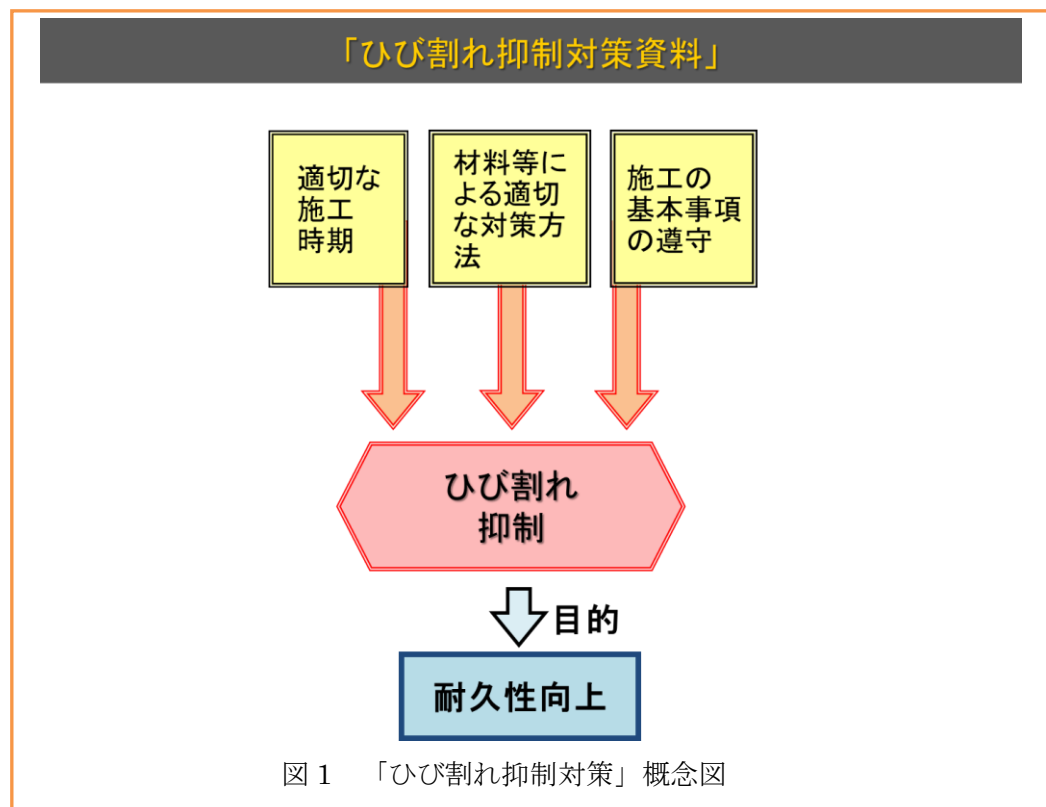 「ひび割れ抑制対策資料」
適切な
施工
時期
材料等に
よる適切
な対策方
法
施工の
基本事項
の遵守
ひび割れ
抑制
目的
耐久性向上
図1 「ひび割れ抑制対策」概念図